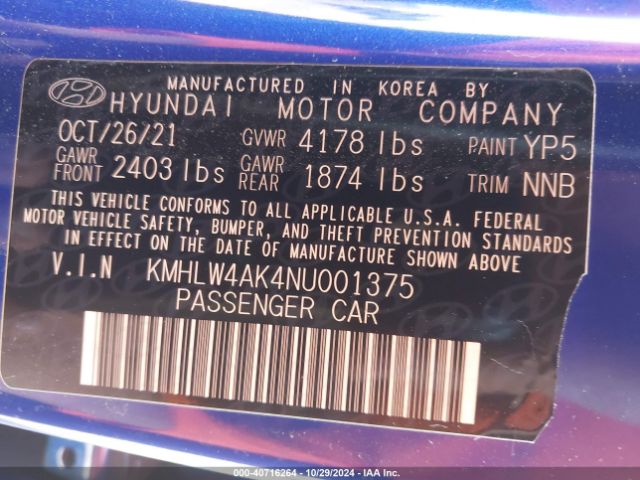 MANUFACTURED IN KOREA BY
HYUNDAI MOTOR COMPANY
OCT/26/21 GVWR 4178 lbs PAINT YP5
GAWR FRONT 2403 lbs GAWR REAR 1874 lbs TRIM NNB
THIS VEHICLE CONFORMS TO ALL APPLICABLE U.S.A. FEDERAL
MOTOR VEHICLE SAFETY, BUMPER, AND THEFT PREVENTION STANDARDS
IN EFFECT ON THE DATE OF MANUFACTURE SHOWN ABOVE
V.I.N KMHLW4AK4NU001375
PASSENGER CAR
000-40716264 | 10/29/2024 | IAA Inc.